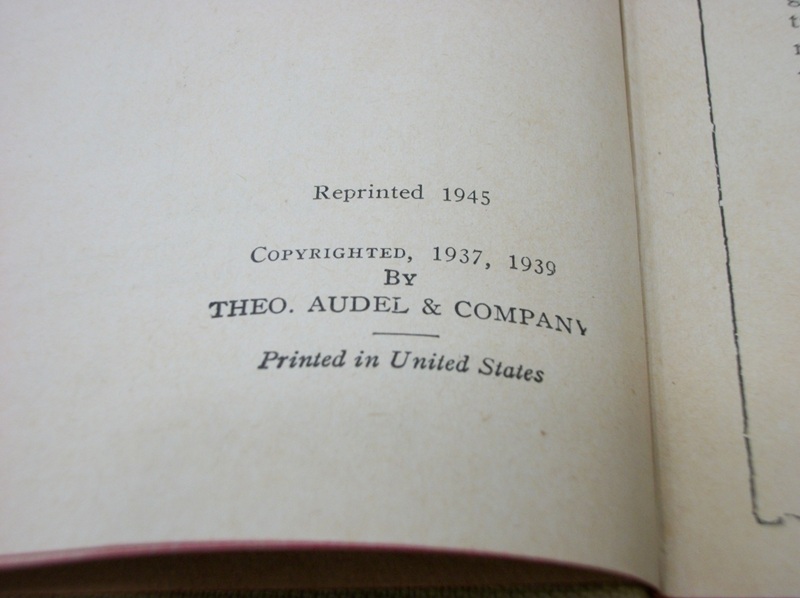 Reprinted 1945
COPYRIGHTED, 1937, 1939
BY
THEO. AUDEL & COMPANY
Printed in United States